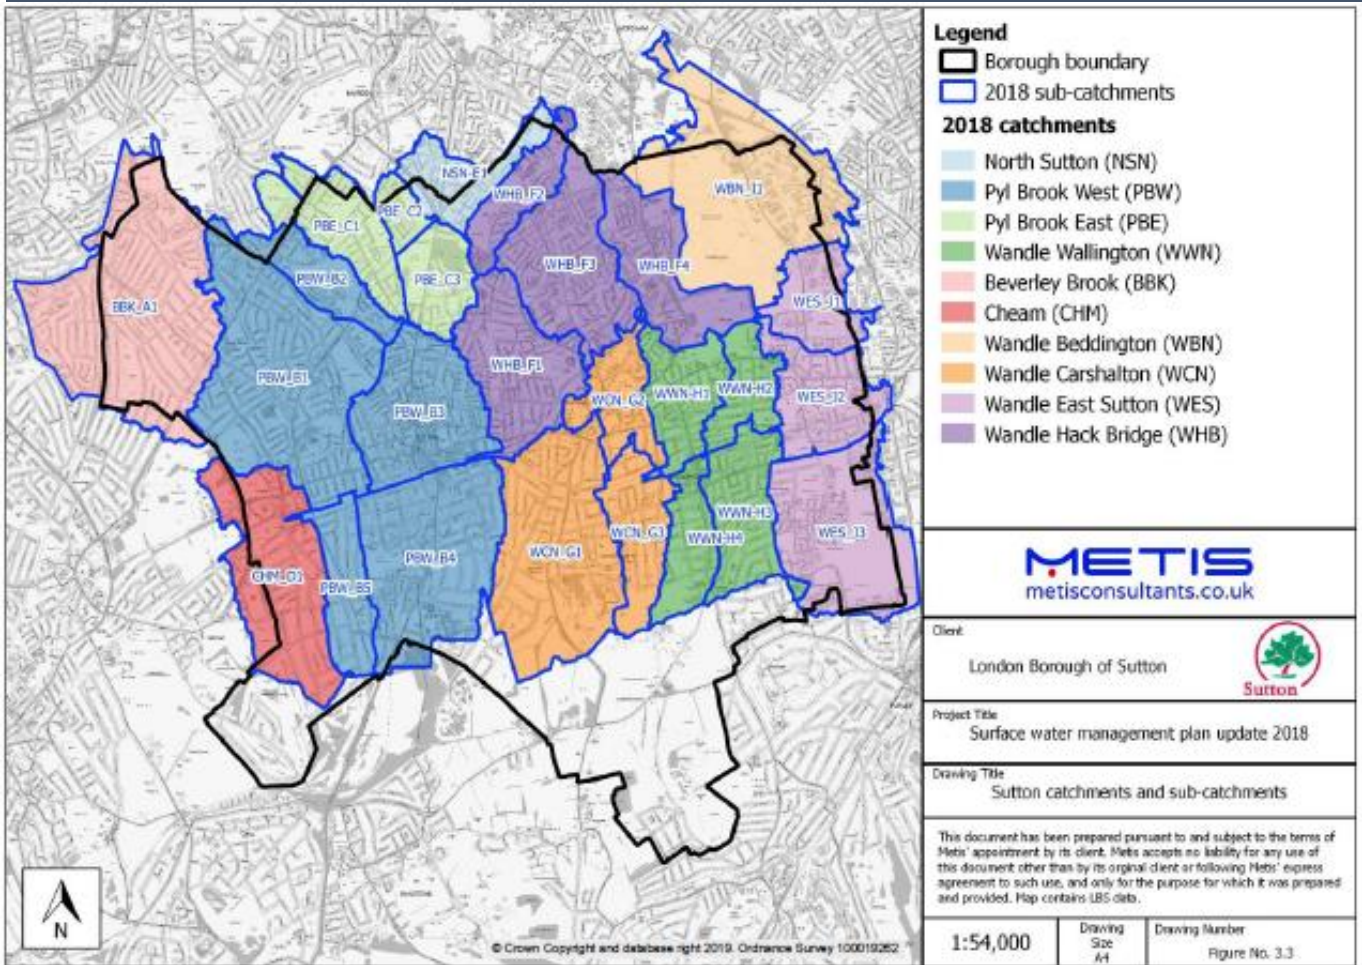 Legend
Borough boundary
2018 sub-catchments
2018 catchments
North Sutton (NSN)
Pyl Brook West (PBW)
Pyl Brook East (PBE)
Wandle Wallington (WWN)
Beverley Brook (BBK)
Cheam (CHM)
Wandle Beddington (WBN)
Wandle Carshalton (WCN)
Wandle East Sutton (WES)
Wandle Hack Bridge (WHB)
METIS
metisconsultants.co.uk
Client
London Borough of Sutton
Sutton
Project Title
Surface water management plan update 2018
Drawing Title
Sutton catchments and sub-catchments
This document has been prepared pursuant to and subject to the terms of
Metis' appointment by its client. Metis accepts no liability for any use of
this document other than by its orginal client or following Metis' express
agreement to such use, and only for the purpose for which it was prepared
and provided. Map contains LBS data.
1:54,000
Drawing
Size
A4
Drawing Number
Figure No. 3.3
NSN-E1
WHB_F2
WBN_I1
PBE_C2
PBE_C1
PBE_C3
PBW_B2
WHB_F3
WHB_F4
WES_J1
BBK_A1
PBW_B1
WHB_F1
PBW_B3
WCN_G2
WWN-H1
WWN-H2
WES_J2
WWN-H3
WCN_G3
WWN-H4
WES_J3
WCN_G1
PBW_B4
CHM_D1
PBW_B5
N
© Crown Copyright and database right 2019. Ordnance Survey 100019262